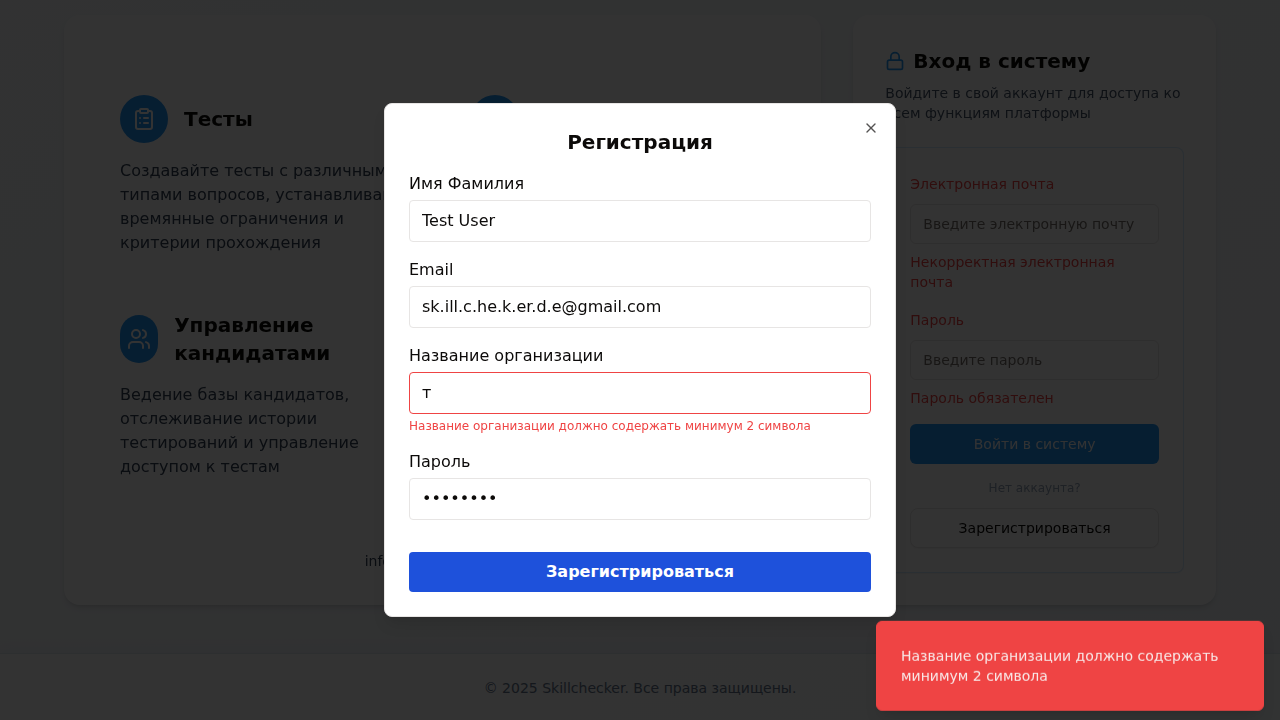 Тесты
Создавайте тесты с различным
типами вопросов, устанавлива
времянные ограничения и
критерии прохождения
Управление
кандидатами
Ведение базы кандидатов,
отслеживание истории
тестирований и управление
доступом к тестам
Регистрация
Имя Фамилия
Test User
Email
sk.ill.c.he.k.er.d.e@gmail.com
Название организации
т
Название организации должно содержать минимум 2 символа
Пароль
••••••••
Зарегистрироваться
Вход в систему
Войдите в свой аккаунт для доступа ко
сем функциям платформы
Электронная почта
Введите электронную почту
Некорректная электронная
почта
Пароль
Введите пароль
Пароль обязателен
Войти в систему
Нет аккаунта?
Зарегистрироваться
© 2025 Skillchecker. Все права защищены.
Название организации должно содержать
минимум 2 символа